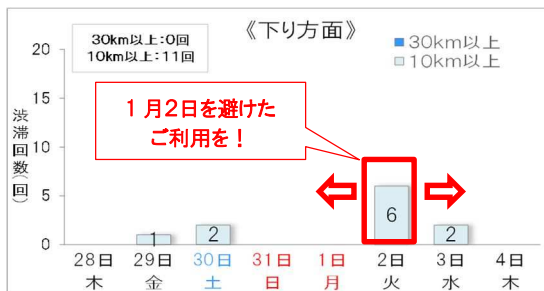 《下り方面》
30km以上:0回
10km以上:11回
■30km以上
□10km以上
1月2日を避けた
ご利用を!
渋滞回数(回)
20
15
10
5
0
1
2
6
2
28日 29日 30日 31日 1日 2日 3日 4日
木 金 土 日 月 火 水 木